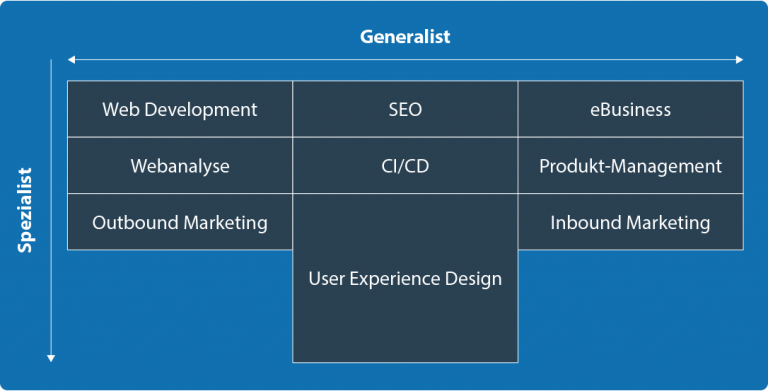 Generalist
Spezialist
Web Development
SEO
eBusiness
Webanalyse
CI/CD
Produkt-Management
Outbound Marketing
User Experience Design
Inbound Marketing